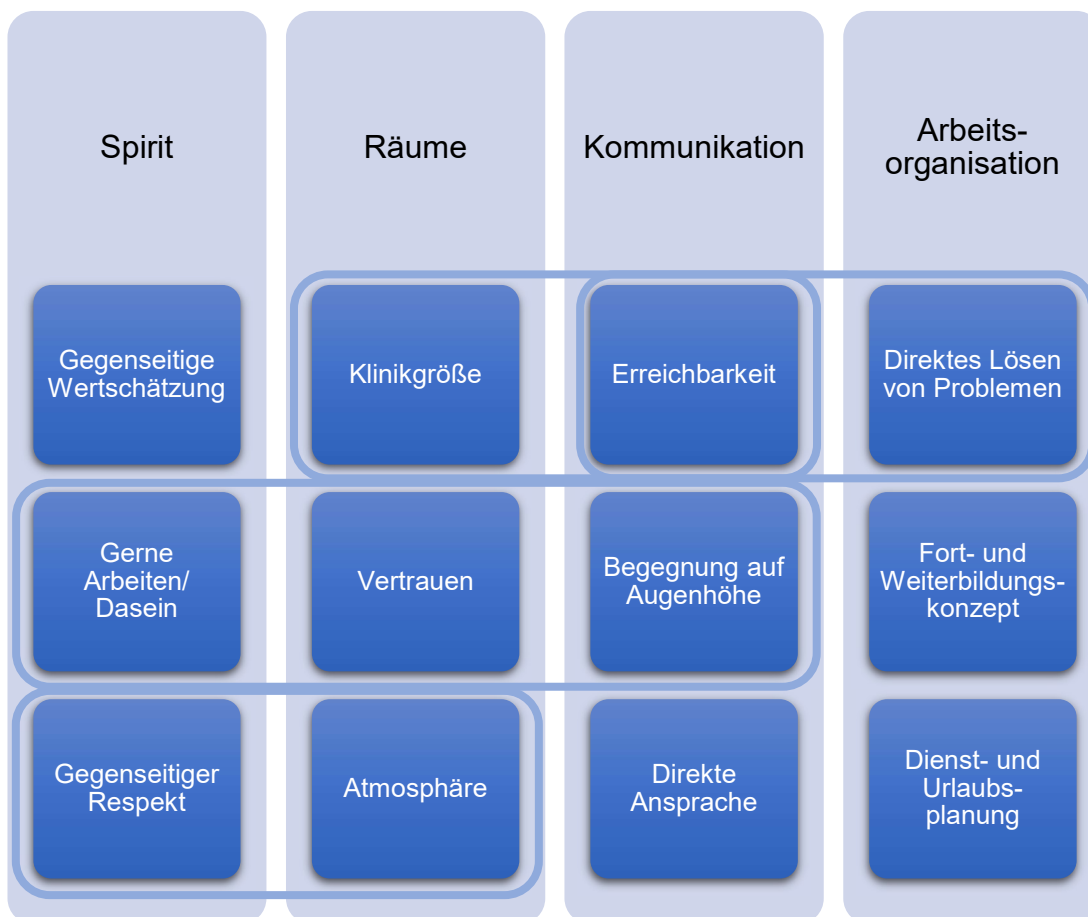 Spirit
Räume
Kommunikation
Arbeits-
organisation
Gegenseitige
Wertschätzung
Klinikgröße
Erreichbarkeit
Direktes Lösen
von Problemen
Gerne
Arbeiten/
Dasein
Vertrauen
Begegnung auf
Augenhöhe
Fort- und
Weiterbildungs-
konzept
Gegenseitiger
Respekt
Atmosphäre
Direkte
Ansprache
Dienst- und
Urlaubs-
planung